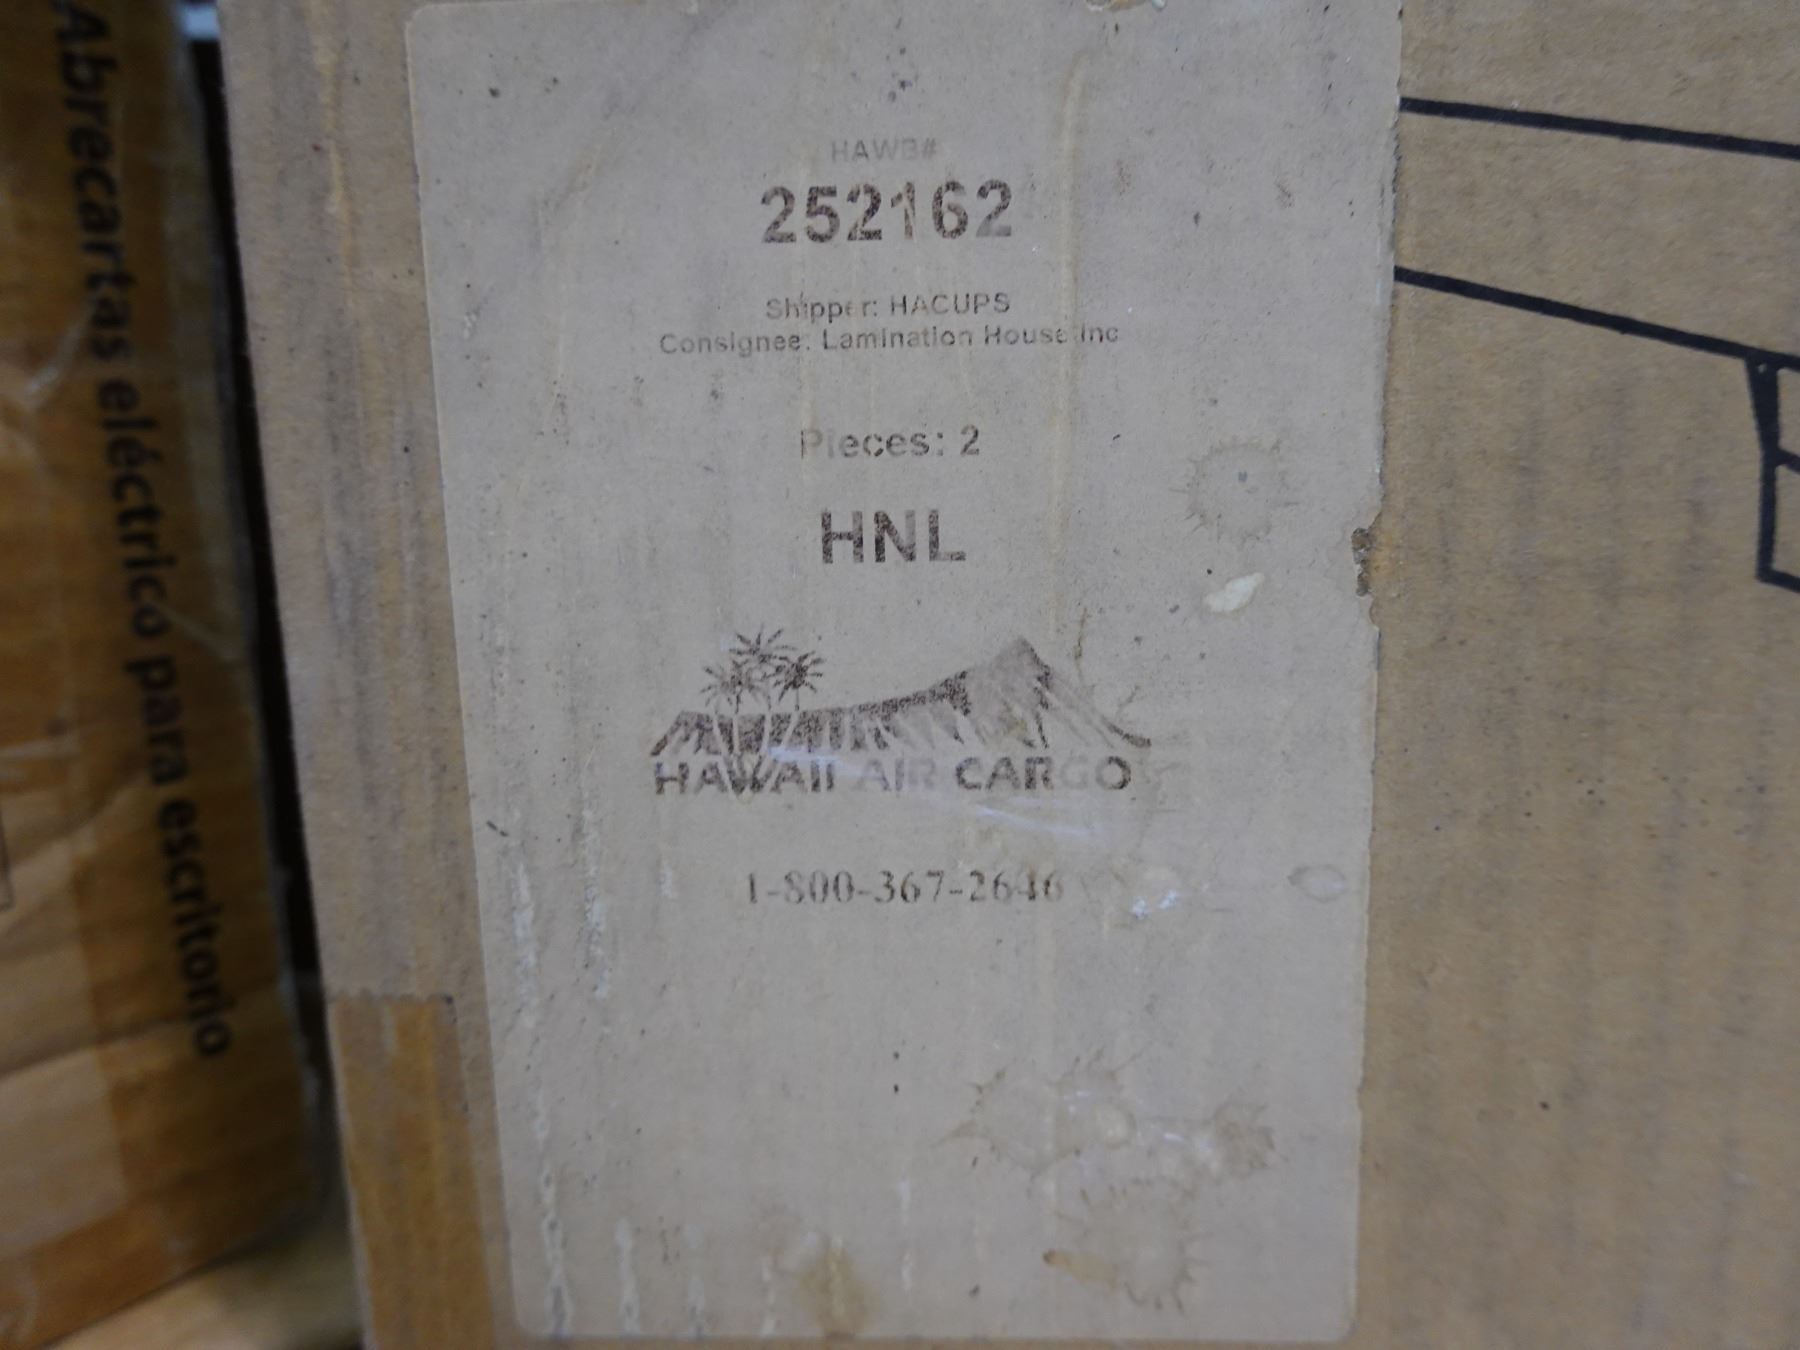 Abrecartas eléctrico para escritorio
HAWB#
252162
Shipper: HACUPS
Consignee: Lamination House Inc
Pieces: 2
HNL
HAWAII AIR CARGO
1-800-367-2646